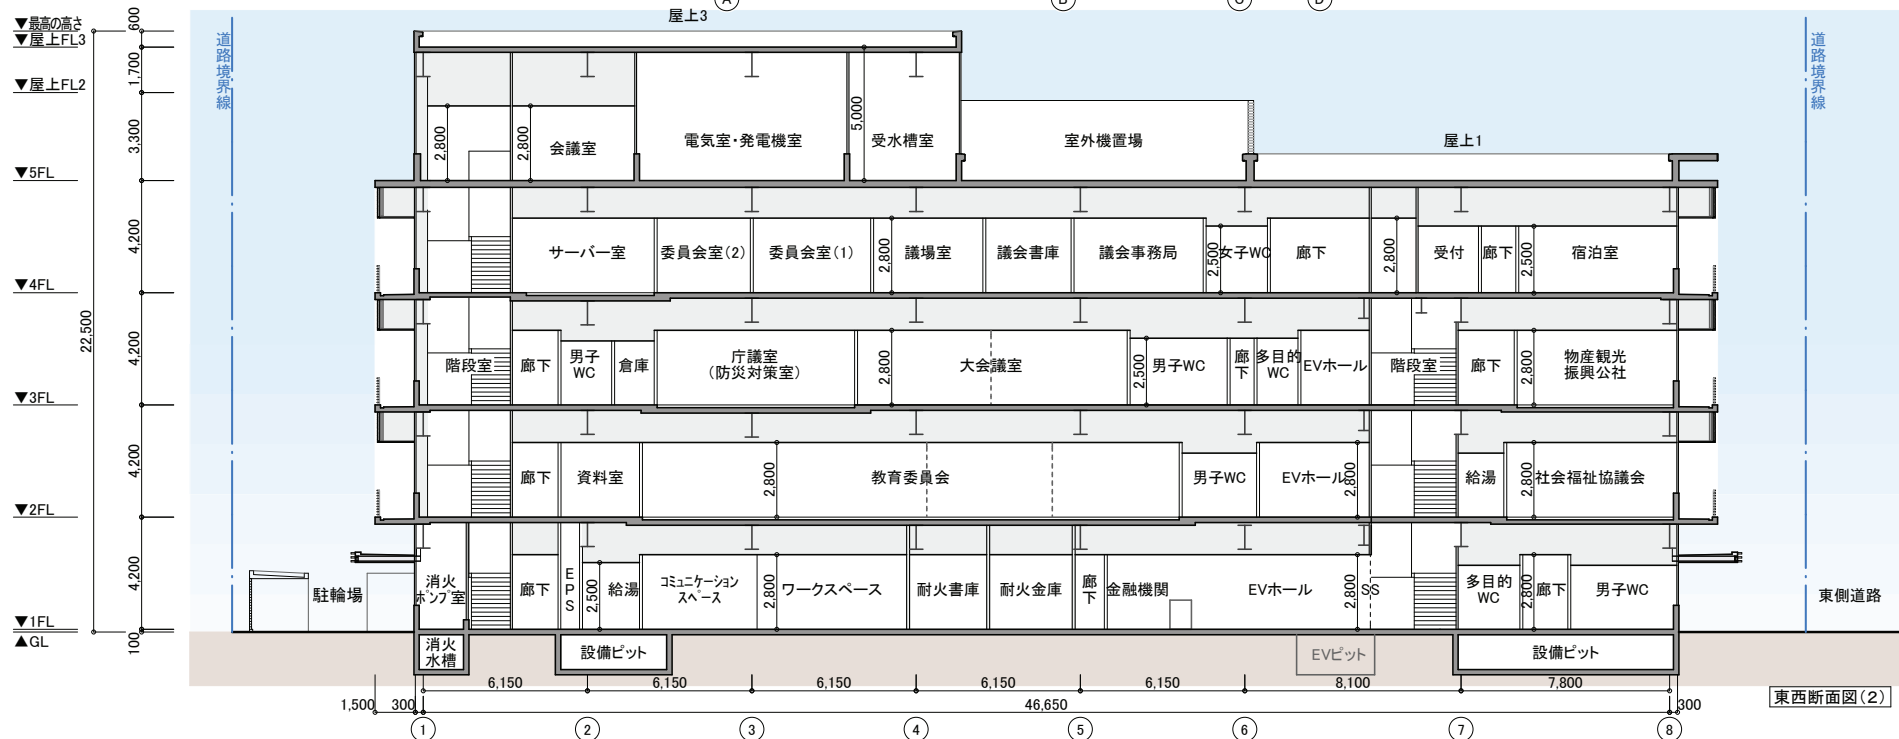 A
B
C
D
▼最高の高さ
▼屋上FL3
▼屋上FL2
▼5FL
▼4FL
▼3FL
▼2FL
▼1FL
▲GL
22,500
600
1,700
3,300
4,200
4,200
4,200
4,200
100
道路境界線
道路境界線
屋上3
2,800
2,800
会議室
電気室・発電機室
5,000
受水槽室
室外機置場
屋上1
サーバー室
委員会室(2)
委員会室(1)
2,800
議場室
議会書庫
議会事務局
2,500
女子WC
廊下
2,800
受付
廊下
2,500
宿泊室
階段室
廊下
男子
WC
倉庫
庁議室
(防災対策室)
2,800
大会議室
2,500
男子WC
廊
下
多目的
WC
EVホール
階段室
廊下
2,800
物産観光
振興公社
廊下
資料室
2,800
教育委員会
男子WC
EVホール
2,800
給湯
2,800
社会福祉協議会
駐輪場
消火
ポンプ室
廊下
EPS
2,500
給湯
コミュニケーション
スペース
2,800
ワークスペース
耐火書庫
耐火金庫
廊
下
金融機関
EVホール
2,800
SS
多目的
WC
2,800
廊下
男子WC
東側道路
消火
水槽
設備ピット
EVピット
設備ピット
6,150
6,150
6,150
6,150
6,150
8,100
7,800
1,500
300
46,650
300
東西断面図(2)
1
2
3
4
5
6
7
8